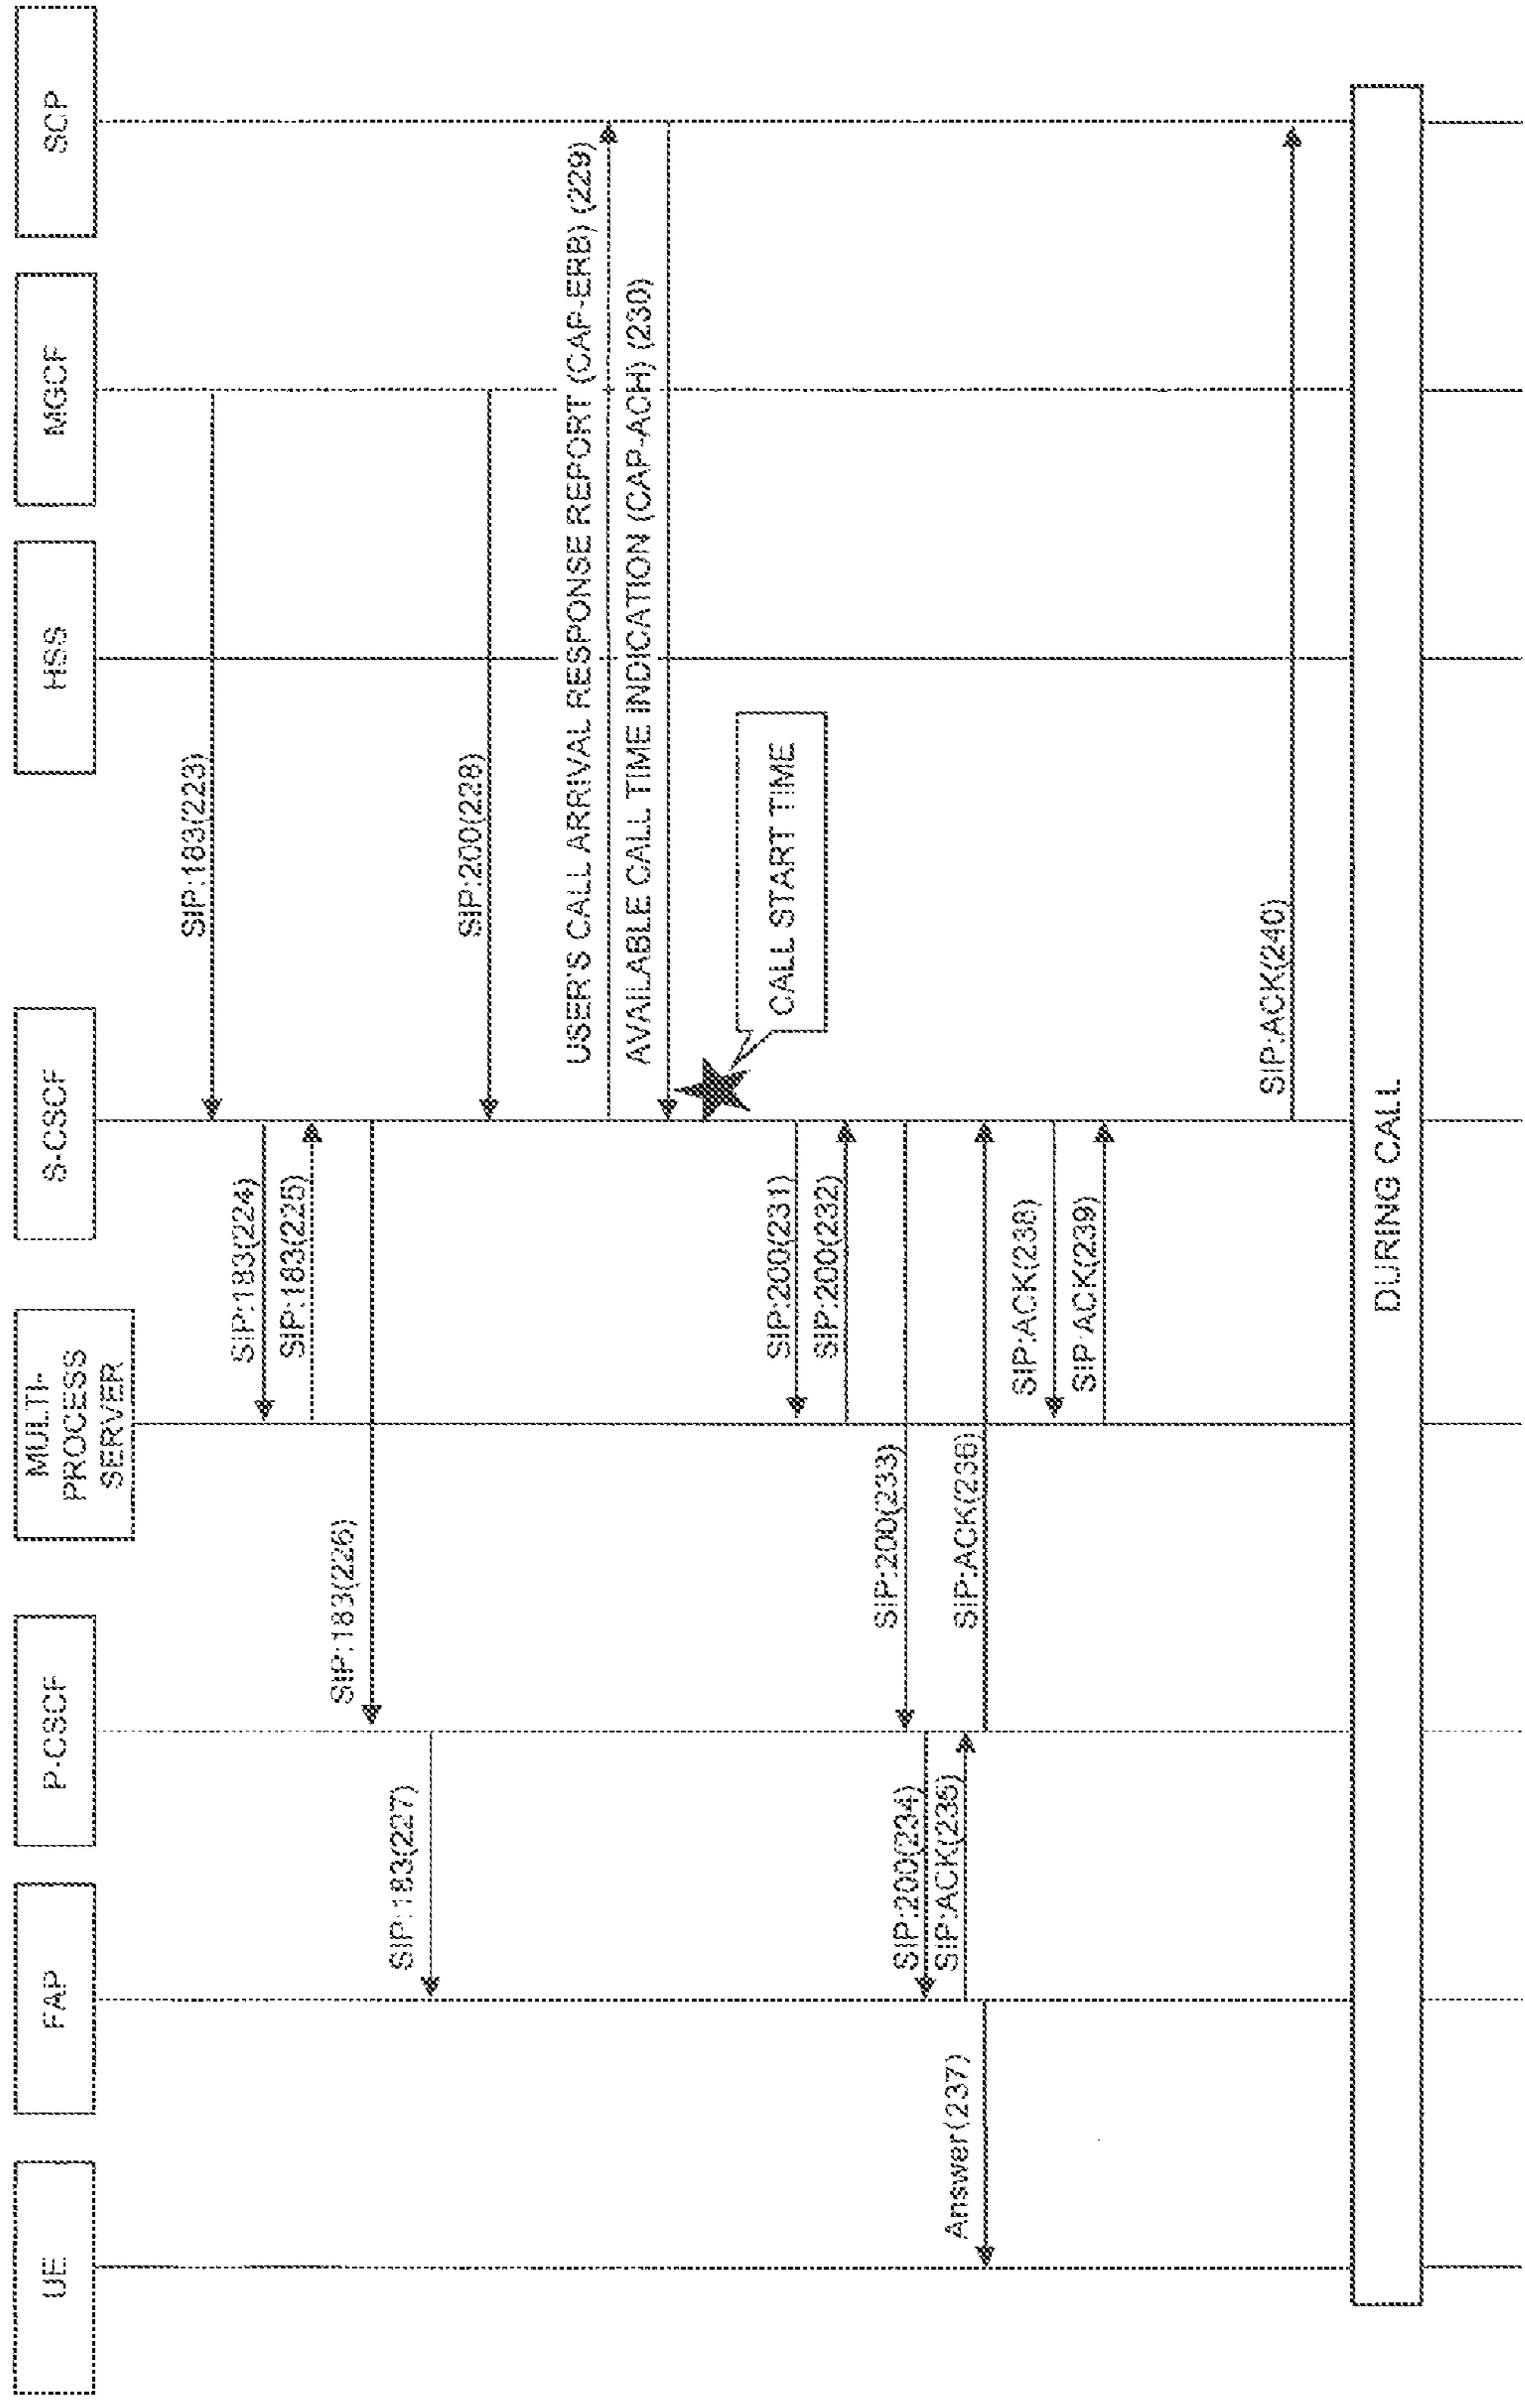 UE
FAP
P-CSCF
MULTI-
PROCESS
SERVER
S-CSCF
HSS
MGCF
SCP
SIP:183(223)
SIP:183(224)
SIP:183(225)
SIP:183(226)
SIP:183(227)
SIP:200(228)
USER'S CALL ARRIVAL RESPONSE REPORT (CAP-ERB) (229)
AVAILABLE CALL TIME INDICATION (CAP-ACH) (230)
CALL START TIME
SIP:200(231)
SIP:200(232)
SIP:200(233)
SIP:200(234)
SIP:ACK(235)
SIP:ACK(236)
Answer(237)
SIP:ACK(238)
SIP:ACK(239)
SIP:ACK(240)
DURING CALL